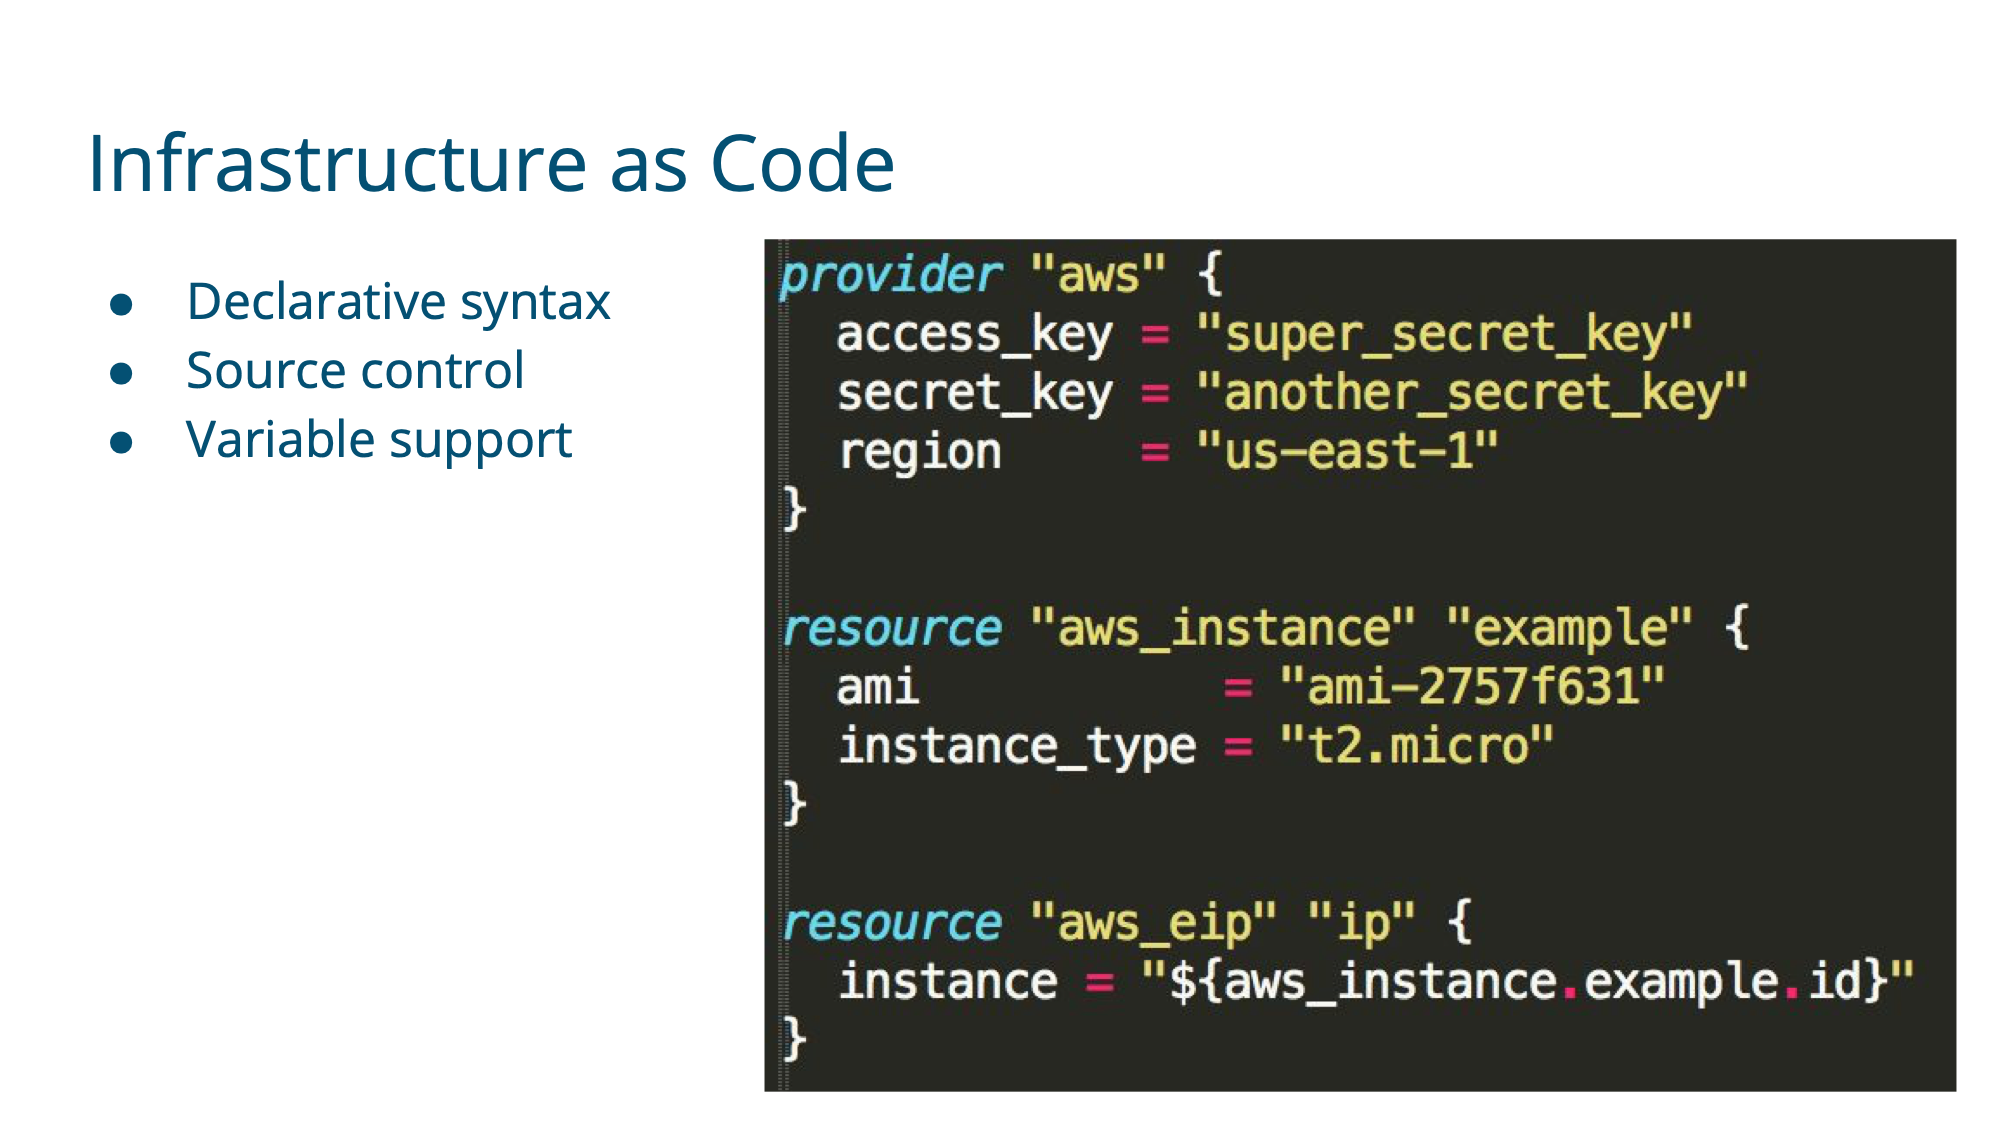 Infrastructure as Code
● Declarative syntax
● Source control
● Variable support
provider "aws" {
  access_key = "super_secret_key"
  secret_key = "another_secret_key"
  region     = "us-east-1"
}
resource "aws_instance" "example" {
  ami           = "ami-2757f631"
  instance_type = "t2.micro"
}
resource "aws_eip" "ip" {
  instance = "${aws_instance.example.id}"
}